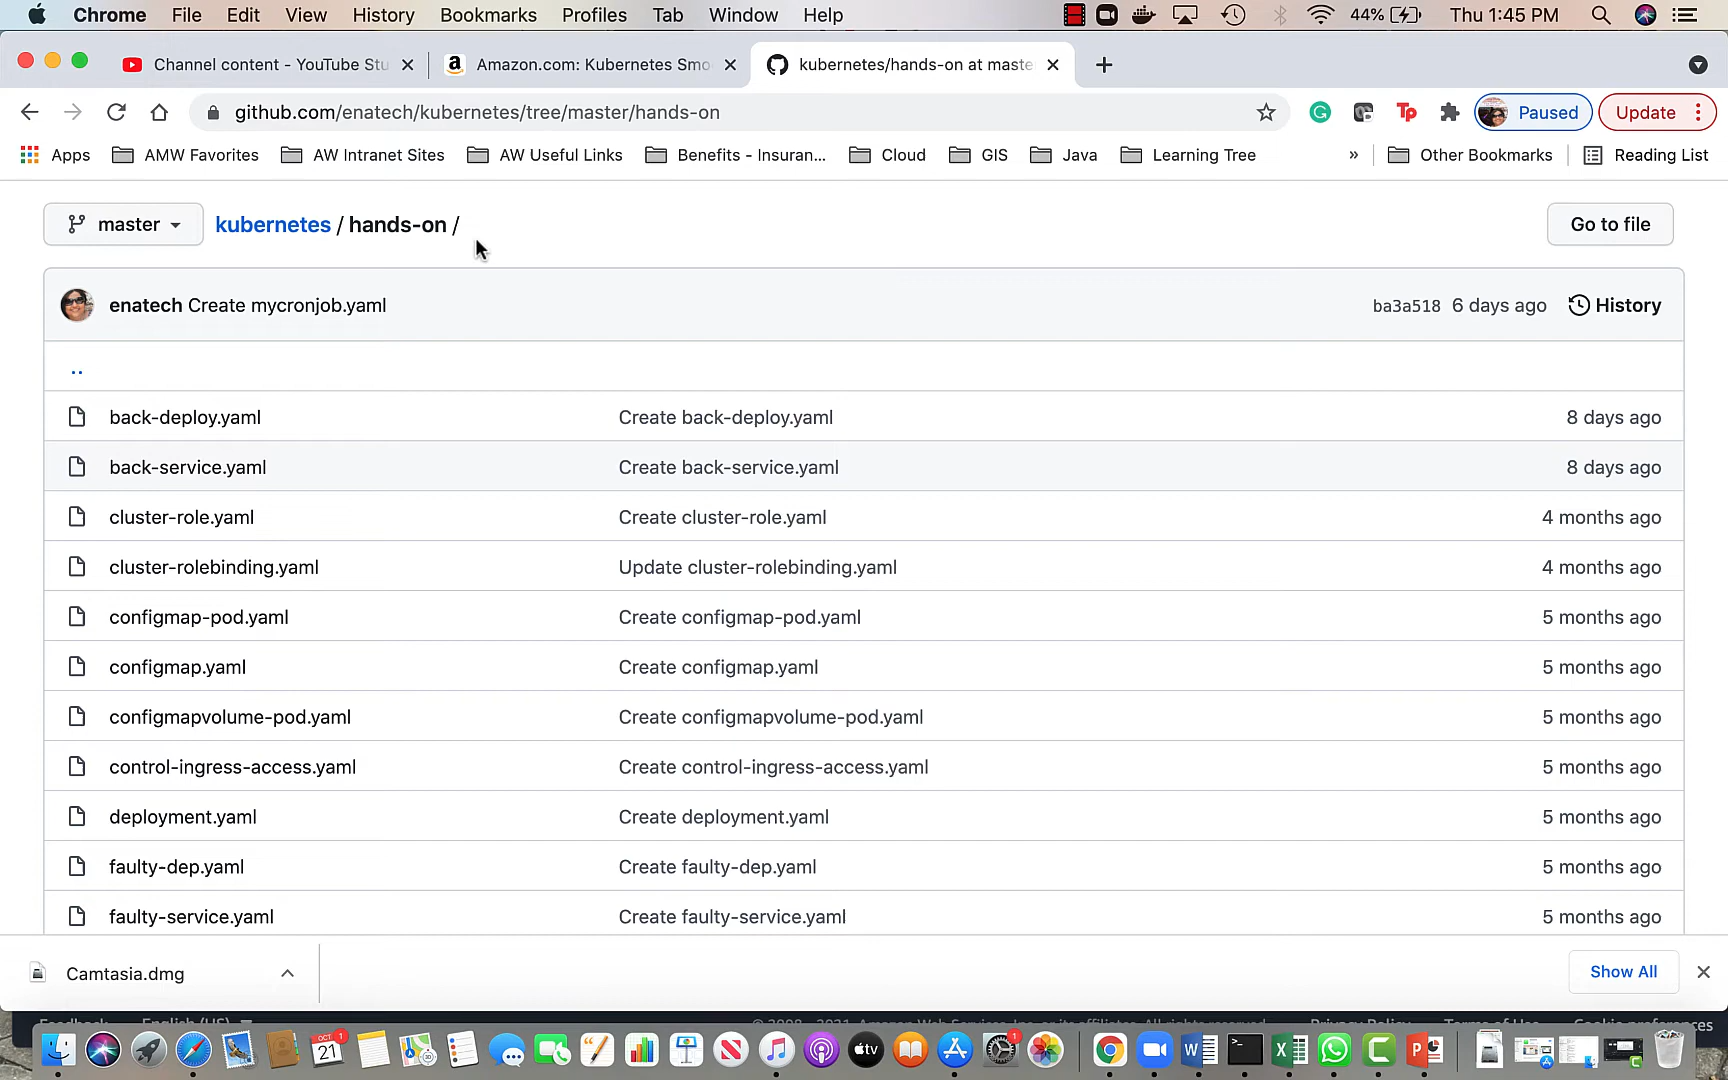 Chrome File Edit View History Bookmarks Profiles Tab Window Help 44% Thu 1:45 PM
Channel content - YouTube Stu Amazon.com: Kubernetes Smo kubernetes/hands-on at maste
github.com/enatech/kubernetes/tree/master/hands-on Paused Update
Apps AMW Favorites AW Intranet Sites AW Useful Links Benefits - Insuran... Cloud GIS Java Learning Tree » Other Bookmarks Reading List
master kubernetes / hands-on / Go to file
enatech Create mycronjob.yaml ba3a518 6 days ago History
..
back-deploy.yaml Create back-deploy.yaml 8 days ago
back-service.yaml Create back-service.yaml 8 days ago
cluster-role.yaml Create cluster-role.yaml 4 months ago
cluster-rolebinding.yaml Update cluster-rolebinding.yaml 4 months ago
configmap-pod.yaml Create configmap-pod.yaml 5 months ago
configmap.yaml Create configmap.yaml 5 months ago
configmapvolume-pod.yaml Create configmapvolume-pod.yaml 5 months ago
control-ingress-access.yaml Create control-ingress-access.yaml 5 months ago
deployment.yaml Create deployment.yaml 5 months ago
faulty-dep.yaml Create faulty-dep.yaml 5 months ago
faulty-service.yaml Create faulty-service.yaml 5 months ago
Camtasia.dmg Show All
OCT 21 1 tv 1